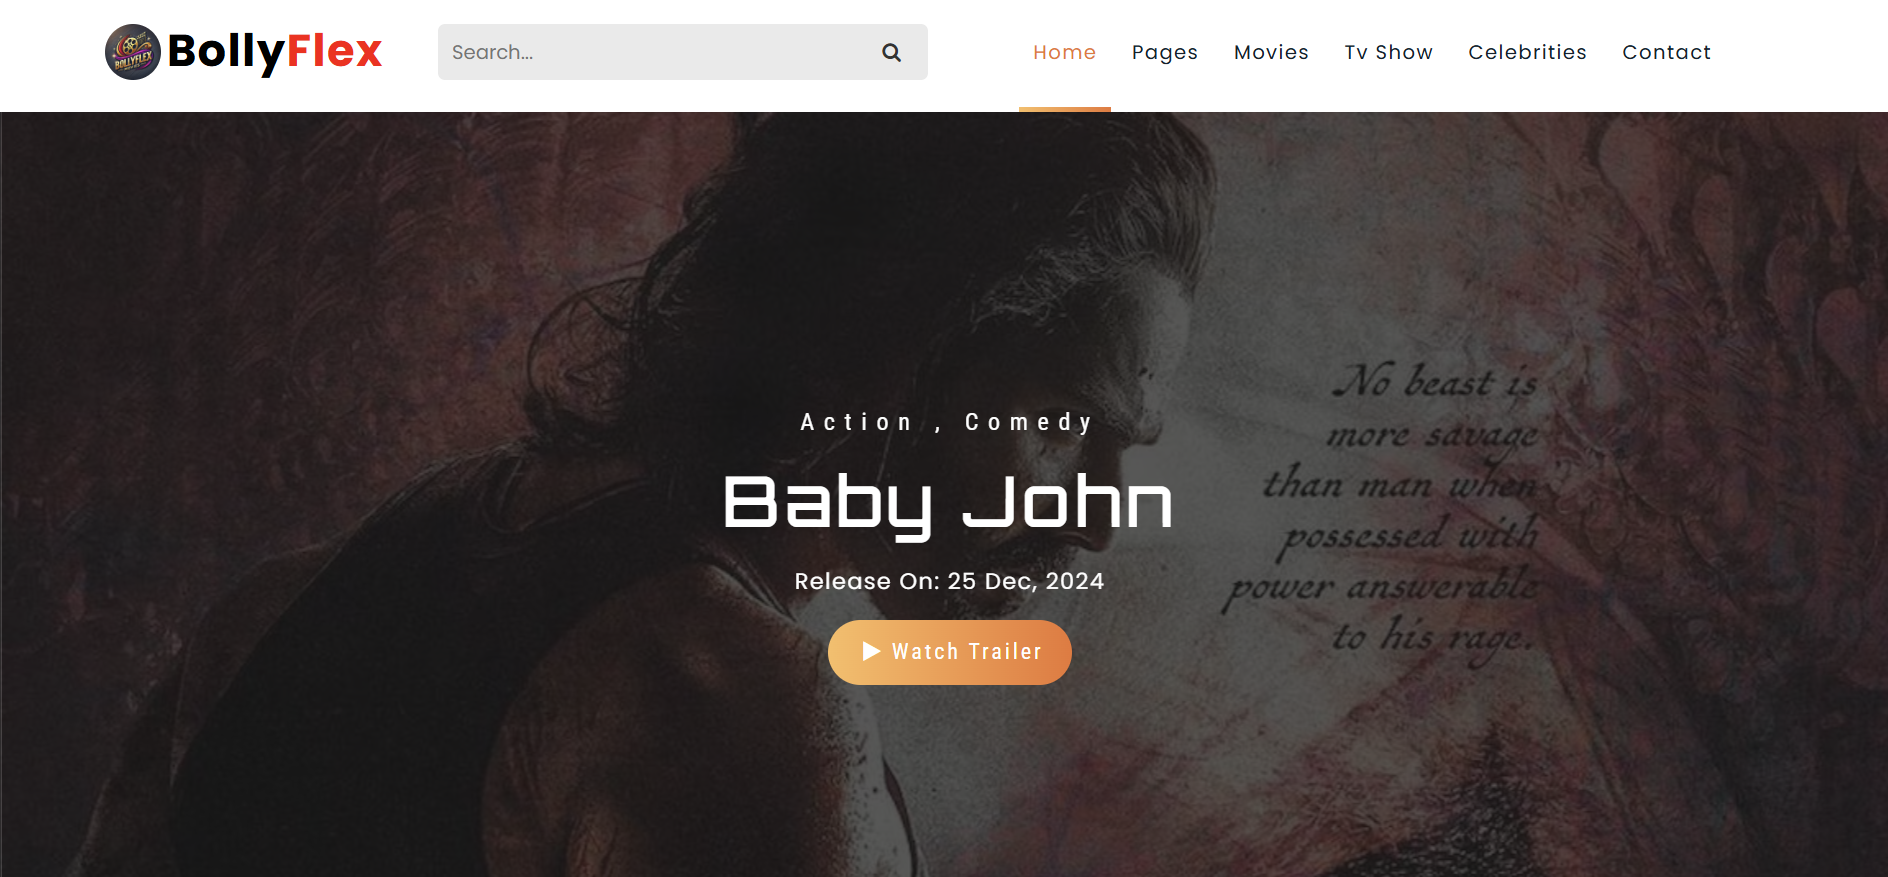 BOLLYFLEX
BollyFlex
Search...
Home
Pages
Movies
Tv Show
Celebrities
Contact
Action , Comedy
Baby John
Release On: 25 Dec, 2024
Watch Trailer
No beast is
more savage
than man when
possessed with
power answerable
to his rage.